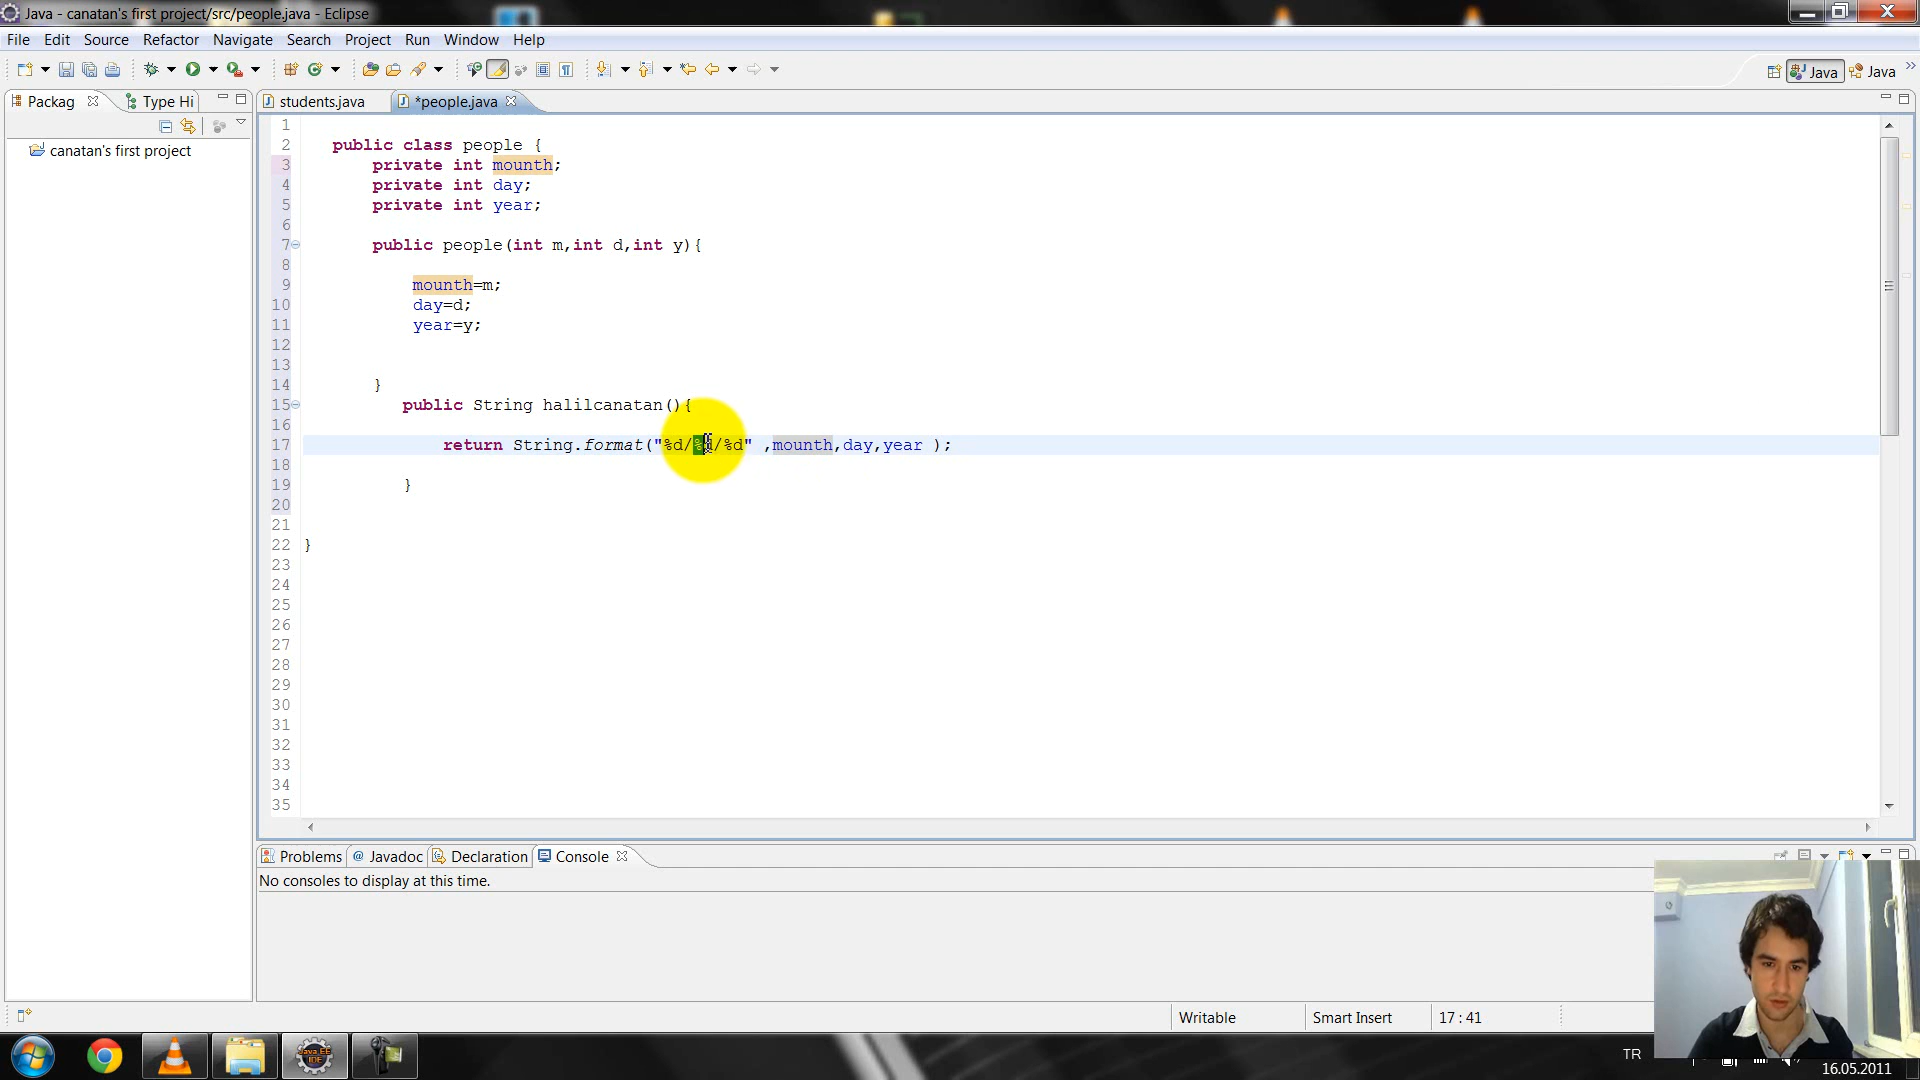 Java - canatan's first project/src/people.java - Eclipse
File Edit Source Refactor Navigate Search Project Run Window Help
Java Java
Packag Type Hi
students.java *people.java
canatan's first project
1
2 public class people {
3 private int mounth;
4 private int day;
5 private int year;
6
7 public people(int m,int d,int y){
8
9 mounth=m;
10 day=d;
11 year=y;
12
13
14 }
15 public String halilcanatan(){
16
17 return String.format("%d/%d/%d" ,mounth,day,year );
18
19 }
20
21
22 }
23
24
25
26
27
28
29
30
31
32
33
34
35
Problems @ Javadoc Declaration Console
No consoles to display at this time.
Writable Smart Insert 17 : 41
Java EE
IDE
TR
16.05.2011